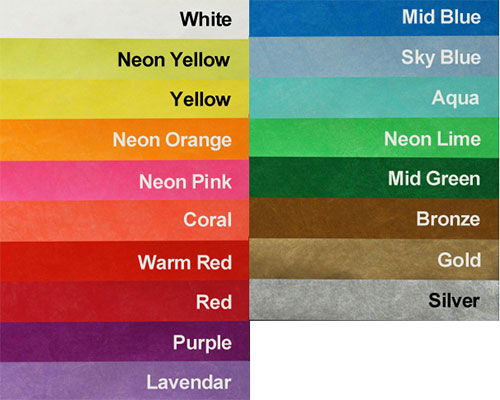 White
Neon Yellow
Yellow
Neon Orange
Neon Pink
Coral
Warm Red
Red
Purple
Lavendar
Mid Blue
Sky Blue
Aqua
Neon Lime
Mid Green
Bronze
Gold
Silver